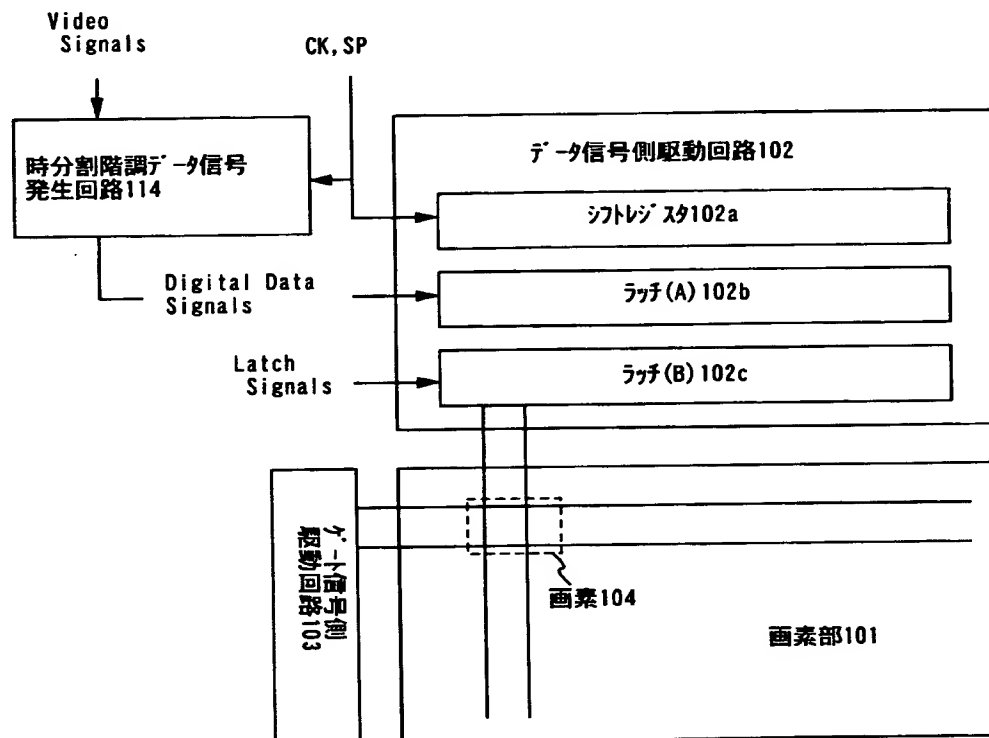 Video
Signals
CK, SP
時分割階調データ信号
発生回路114
データ信号側駆動回路102
シフトレジスタ102a
Digital Data
Signals
ラッチ(A)102b
Latch
Signals
ラッチ(B)102c
ゲート信号側
駆動回路103
画素104
画素部101